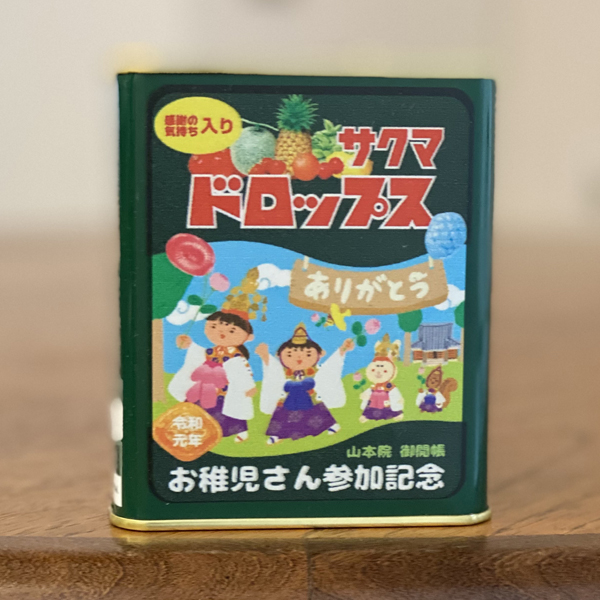 感謝の
気持ち入り
サクマ
ドロップス
ありがとう
令和
元年
山本院 御開帳
お稚児さん参加記念